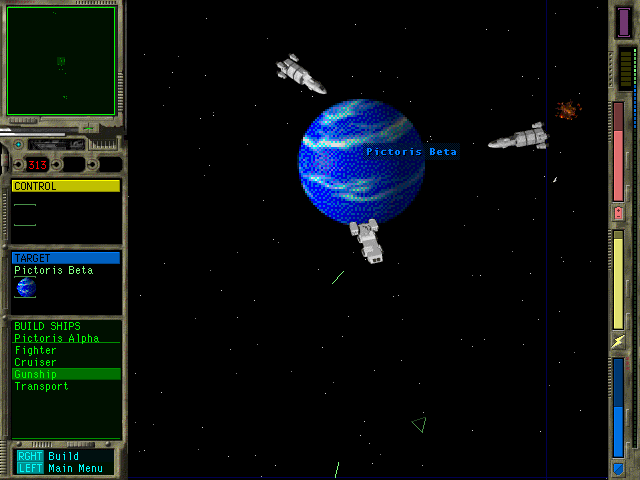 Pictoris Beta
313
CONTROL
TARGET
Pictoris Beta
BUILD SHIPS
Pictoris Alpha
Fighter
Cruiser
Gunship
Transport
RGHT Build
LEFT Main Menu